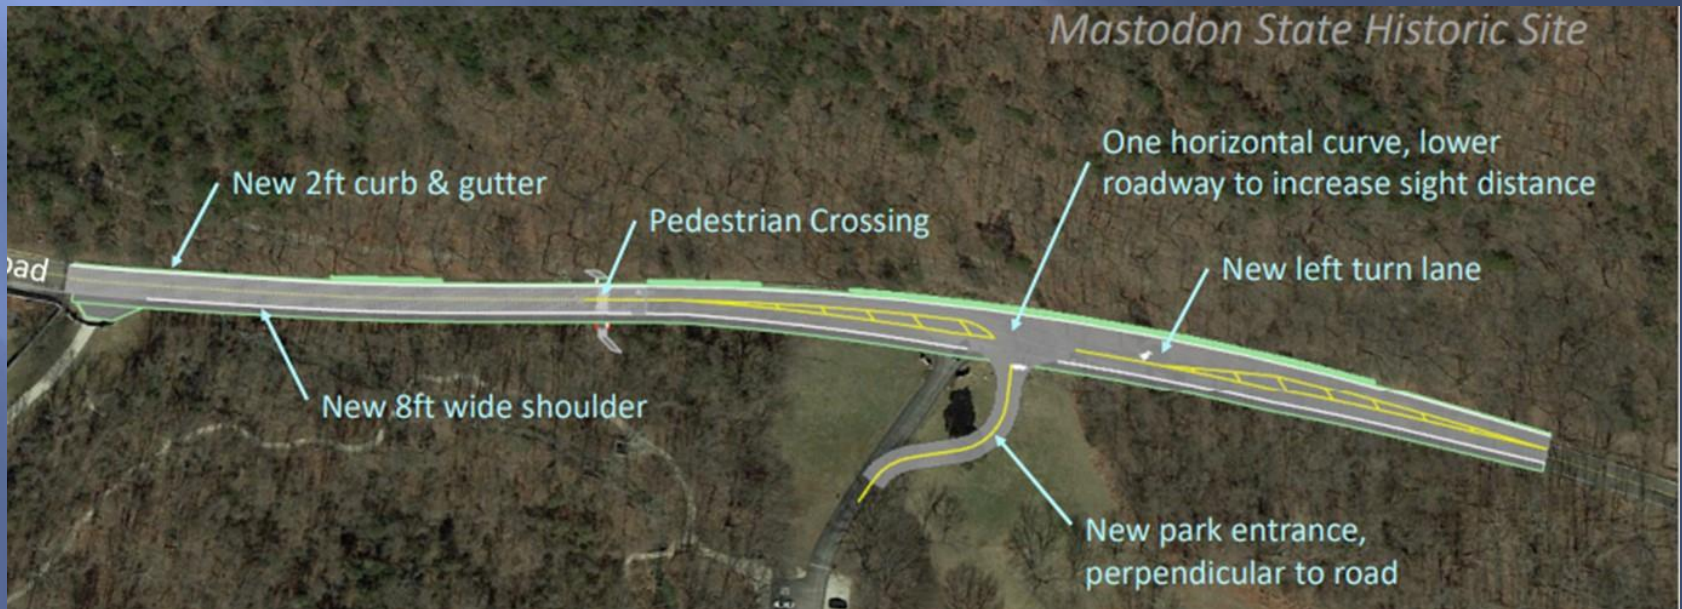 Mastodon State Historic Site
One horizontal curve, lower
roadway to increase sight distance
New 2ft curb & gutter
Pedestrian Crossing
New left turn lane
New 8ft wide shoulder
New park entrance,
perpendicular to road